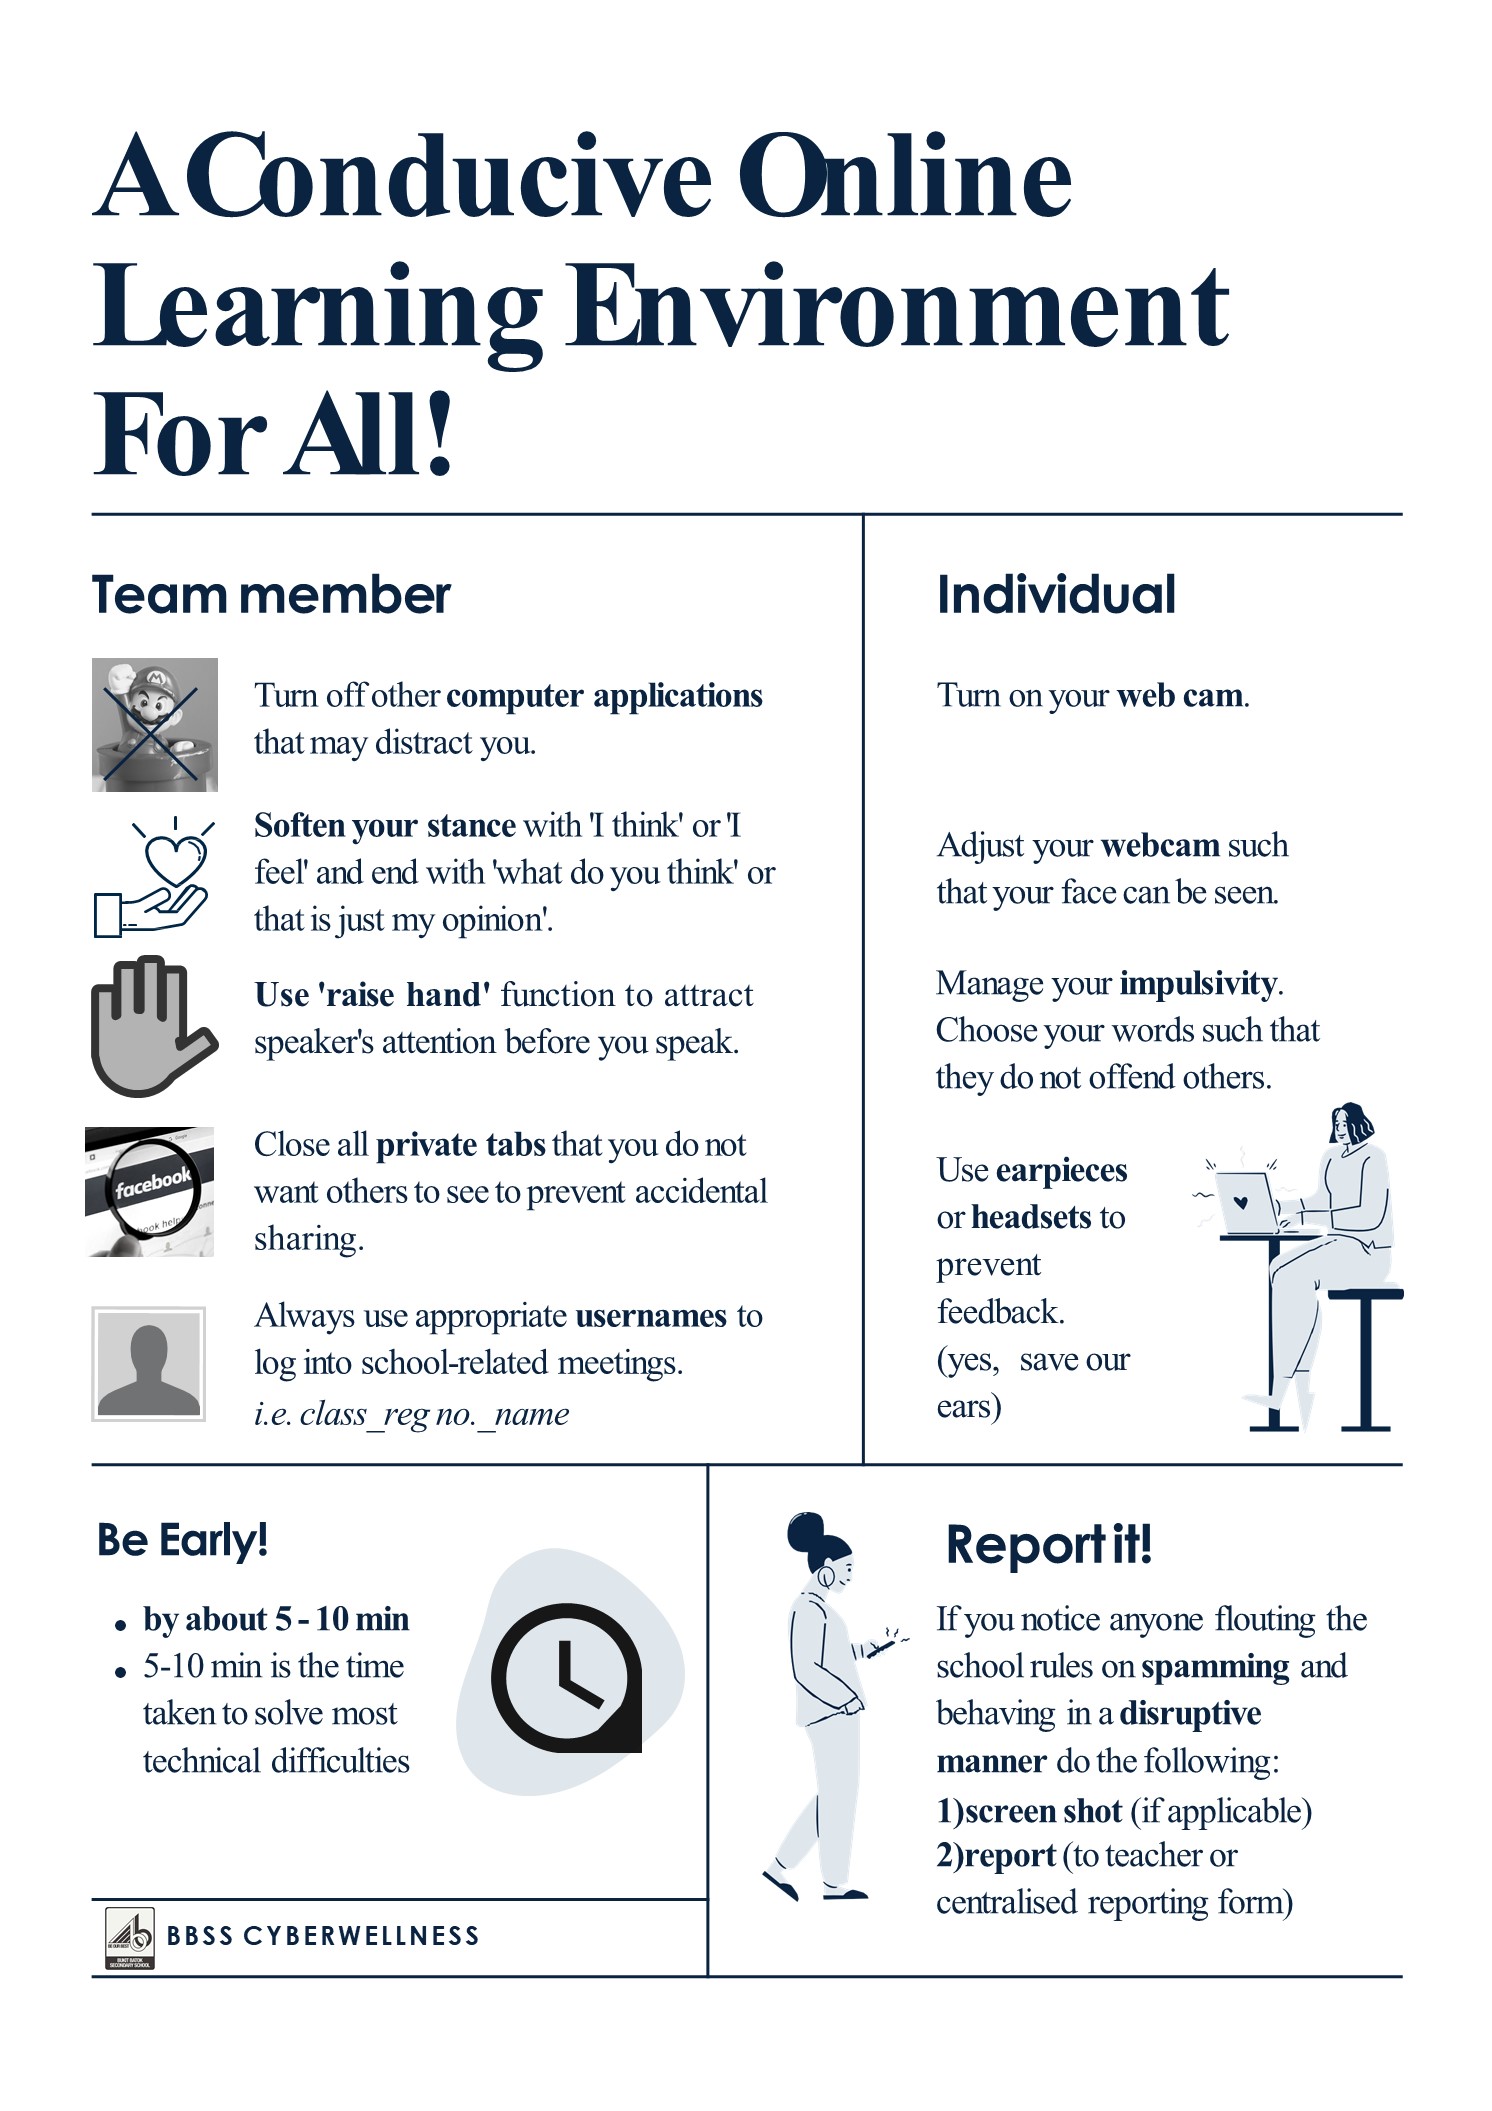 A Conducive Online
Learning Environment
For All!
Team member
Turn off other computer applications
that may distract you.
Soften your stance with 'I think' or 'I
feel' and end with 'what do you think' or
that is just my opinion'.
Use 'raise hand' function to attract
speaker's attention before you speak.
facebook
Close all private tabs that you do not
want others to see to prevent accidental
sharing.
Always use appropriate usernames to
log into school-related meetings.
i.e. class_reg no._name
Individual
Turn on your web cam.
Adjust your webcam such
that your face can be seen.
Manage your impulsivity.
Choose your words such that
they do not offend others.
Use earpieces
or headsets to
prevent
feedback.
(yes, save our
ears)
Be Early!
by about 5 - 10 min
5-10 min is the time
taken to solve most
technical difficulties
BUKIT BATOK
SECONDARY SCHOOL
BBSS CYBERWELLNESS
Report it!
If you notice anyone flouting the
school rules on spamming and
behaving in a disruptive
manner do the following:
1)screen shot (if applicable)
2)report (to teacher or
centralised reporting form)